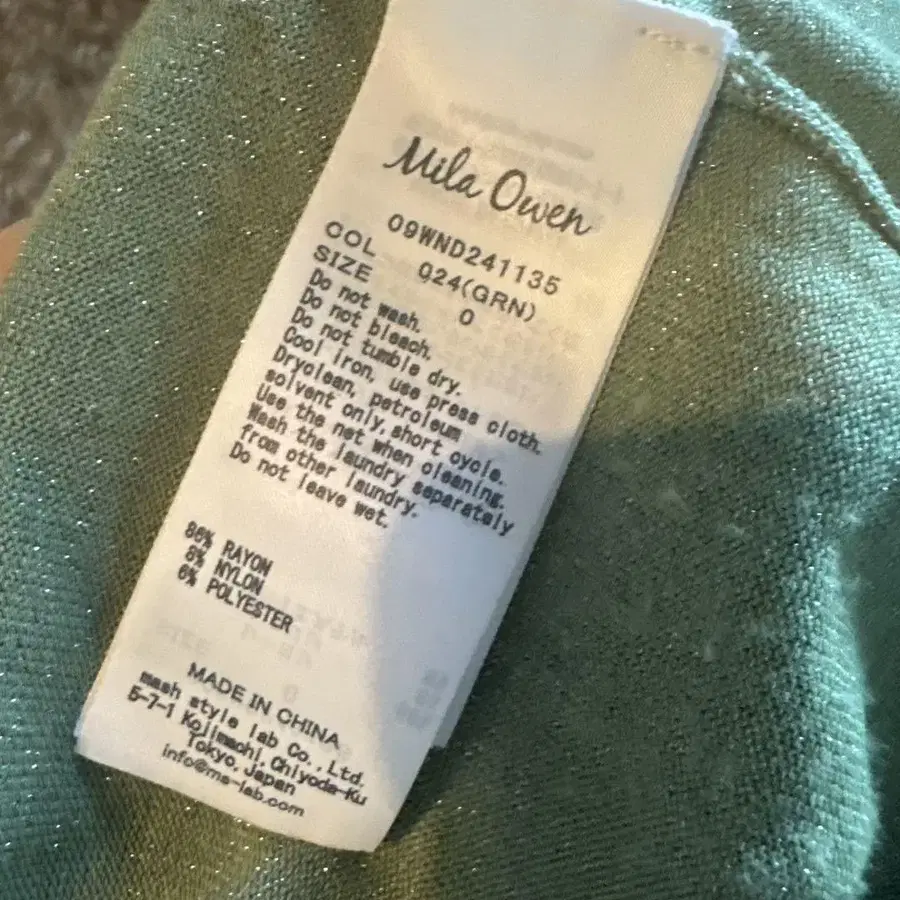 Mila Owen
09WND241135
COL 024(GRN)
SIZE 0
Do not wash.
Do not bleach.
Do not tumble dry.
Cool iron, use press cloth.
Dryclean, petroleum
solvent only, short cycle.
Use the net when cleaning.
Wash the laundry separately
from other laundry.
Do not leave wet.
86% RAYON
8% NYLON
6% POLYESTER
MADE IN CHINA
mash style lab Co., Ltd.
5-7-1 Kojimachi, Chiyoda-Ku
Tokyo, Japan
info@ms-lab.com